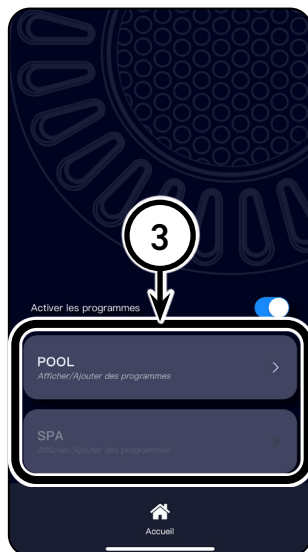 3
Activer les programmes
POOL
Afficher/Ajouter des programmes
SPA
Afficher/Ajouter des programmes
Accueil